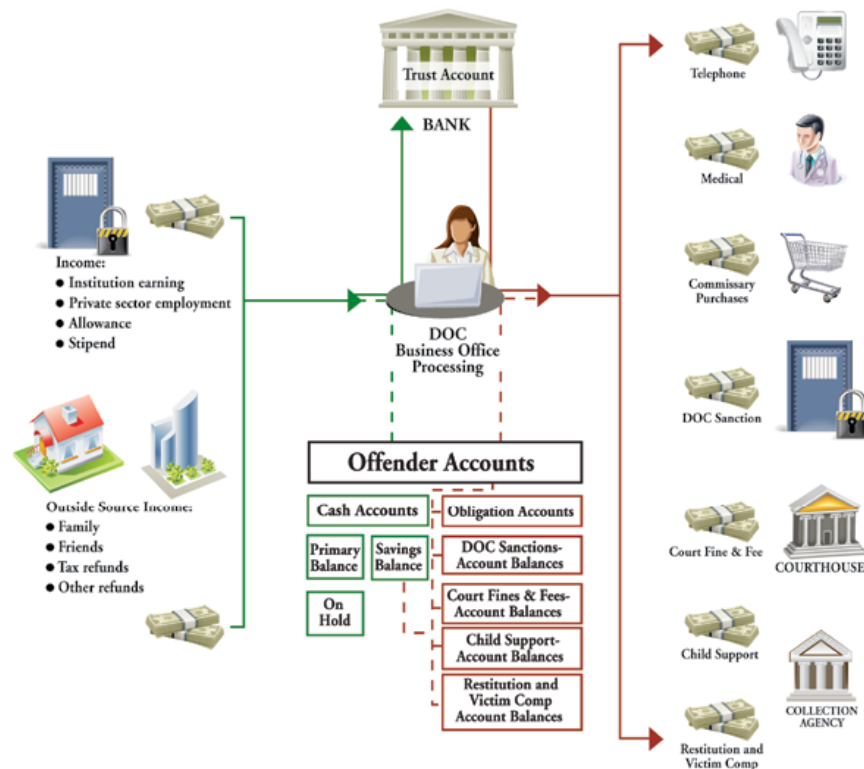 Trust Account
BANK
Income:
● Institution earning
● Private sector employment
● Allowance
● Stipend
Outside Source Income:
● Family
● Friends
● Tax refunds
● Other refunds
DOC
Business Office
Processing
Offender Accounts
Cash Accounts
Primary
Balance
Savings
Balance
On
Hold
Obligation Accounts
DOC Sanctions-
Account Balances
Court Fines & Fees-
Account Balances
Child Support-
Account Balances
Restitution and
Victim Comp
Account Balances
Telephone
Medical
Commissary
Purchases
DOC Sanction
Court Fine & Fee
COURTHOUSE
Child Support
COLLECTION
AGENCY
Restitution and
Victim Comp